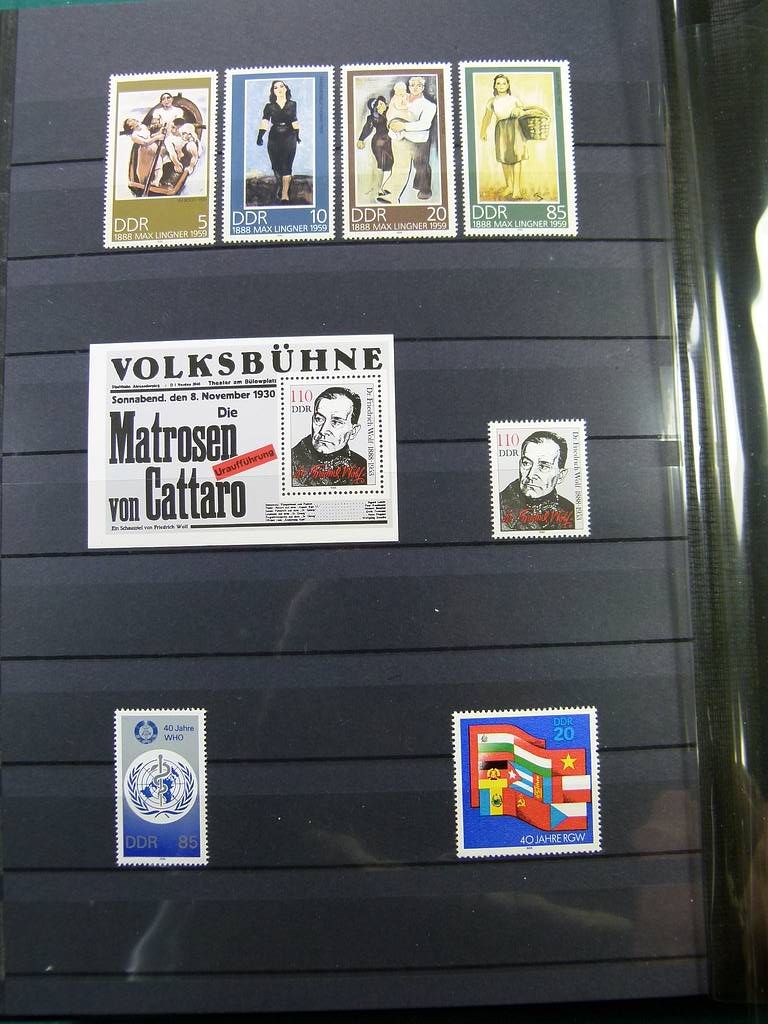 DDR 5
1888 MAX LINGNER 1959
DDR 10
1888 MAX LINGNER 1959
DDR 20
1888 MAX LINGNER 1959
DDR 85
1888 MAX LINGNER 1959
VOLKSBÜHNE
Theater am Bülowplatz
Sonnabend. den 8. November 1930
Die
Matrosen
von Cattaro
Uraufführung
Ein Schauspiel von Friedrich Wolf
110
DDR
Dr. Friedrich Wolf 1888-1953
110
DDR
Dr. Friedrich Wolf 1888-1953
40 Jahre
WHO
DDR 85
DDR
20
40 JAHRE RGW